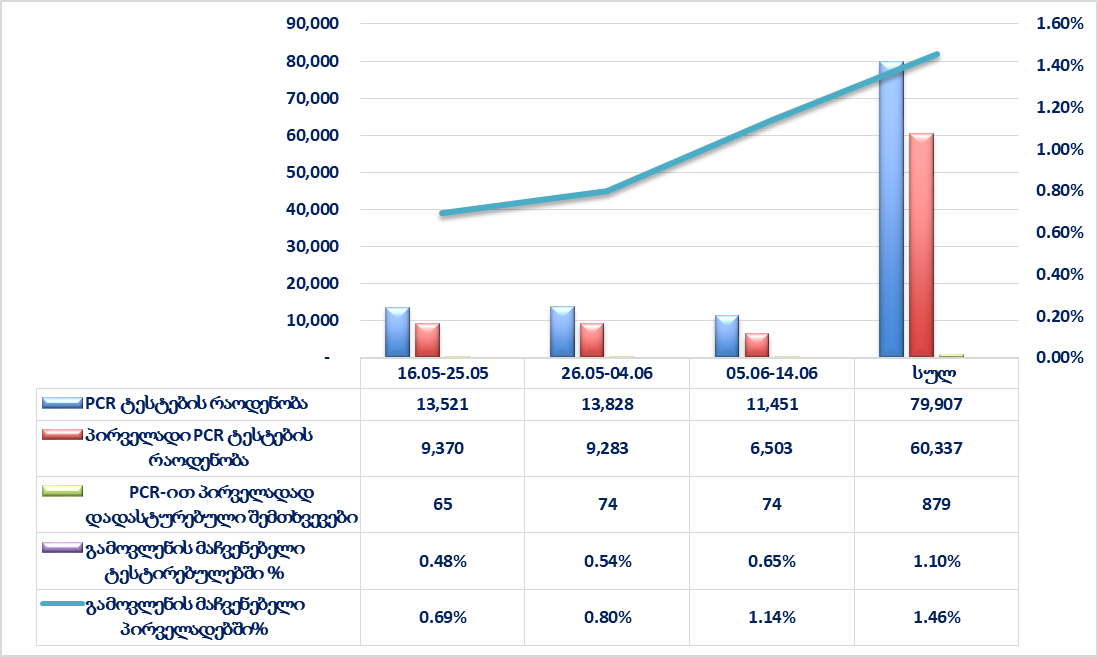 90,000
80,000
70,000
60,000
50,000
40,000
30,000
20,000
10,000
-
1.60%
1.40%
1.20%
1.00%
0.80%
0.60%
0.40%
0.20%
0.00%
16.05-25.05 26.05-04.06 05.06-14.06 სულ
PCR ტესტების რაოდენობა 13,521 13,828 11,451 79,907
პირველადი PCR ტესტების
რაოდენობა
9,370 9,283 6,503 60,337
PCR-ით პირველადად
დადასტურებული შემთხვევები
65 74 74 879
გამოვლენის მაჩვენებელი
ტესტირებულებში %
0.48% 0.54% 0.65% 1.10%
გამოვლენის მაჩვენებელი
პირველადებში%
0.69% 0.80% 1.14% 1.46%